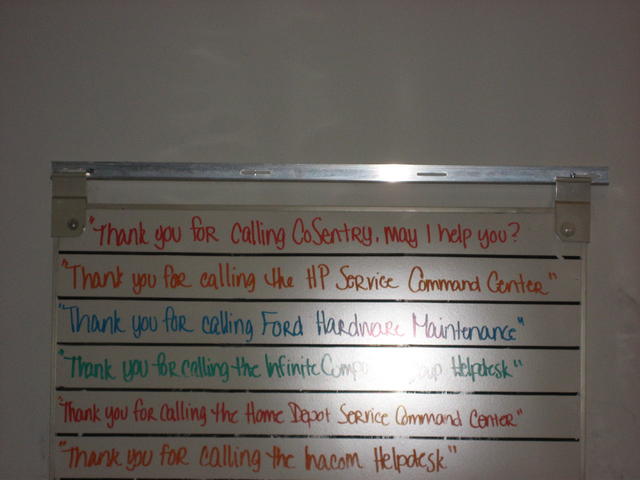 "Thank you for calling CoSentry, may I help you?
"Thank you for calling the HP Service Command Center"
"Thank you for calling Ford Hardware Maintenance"
"Thank you for calling the Infinite Helpdesk"
"Thank you for calling the Home Depot Service Command Center"
"Thank you for calling the Inacom Helpdesk"